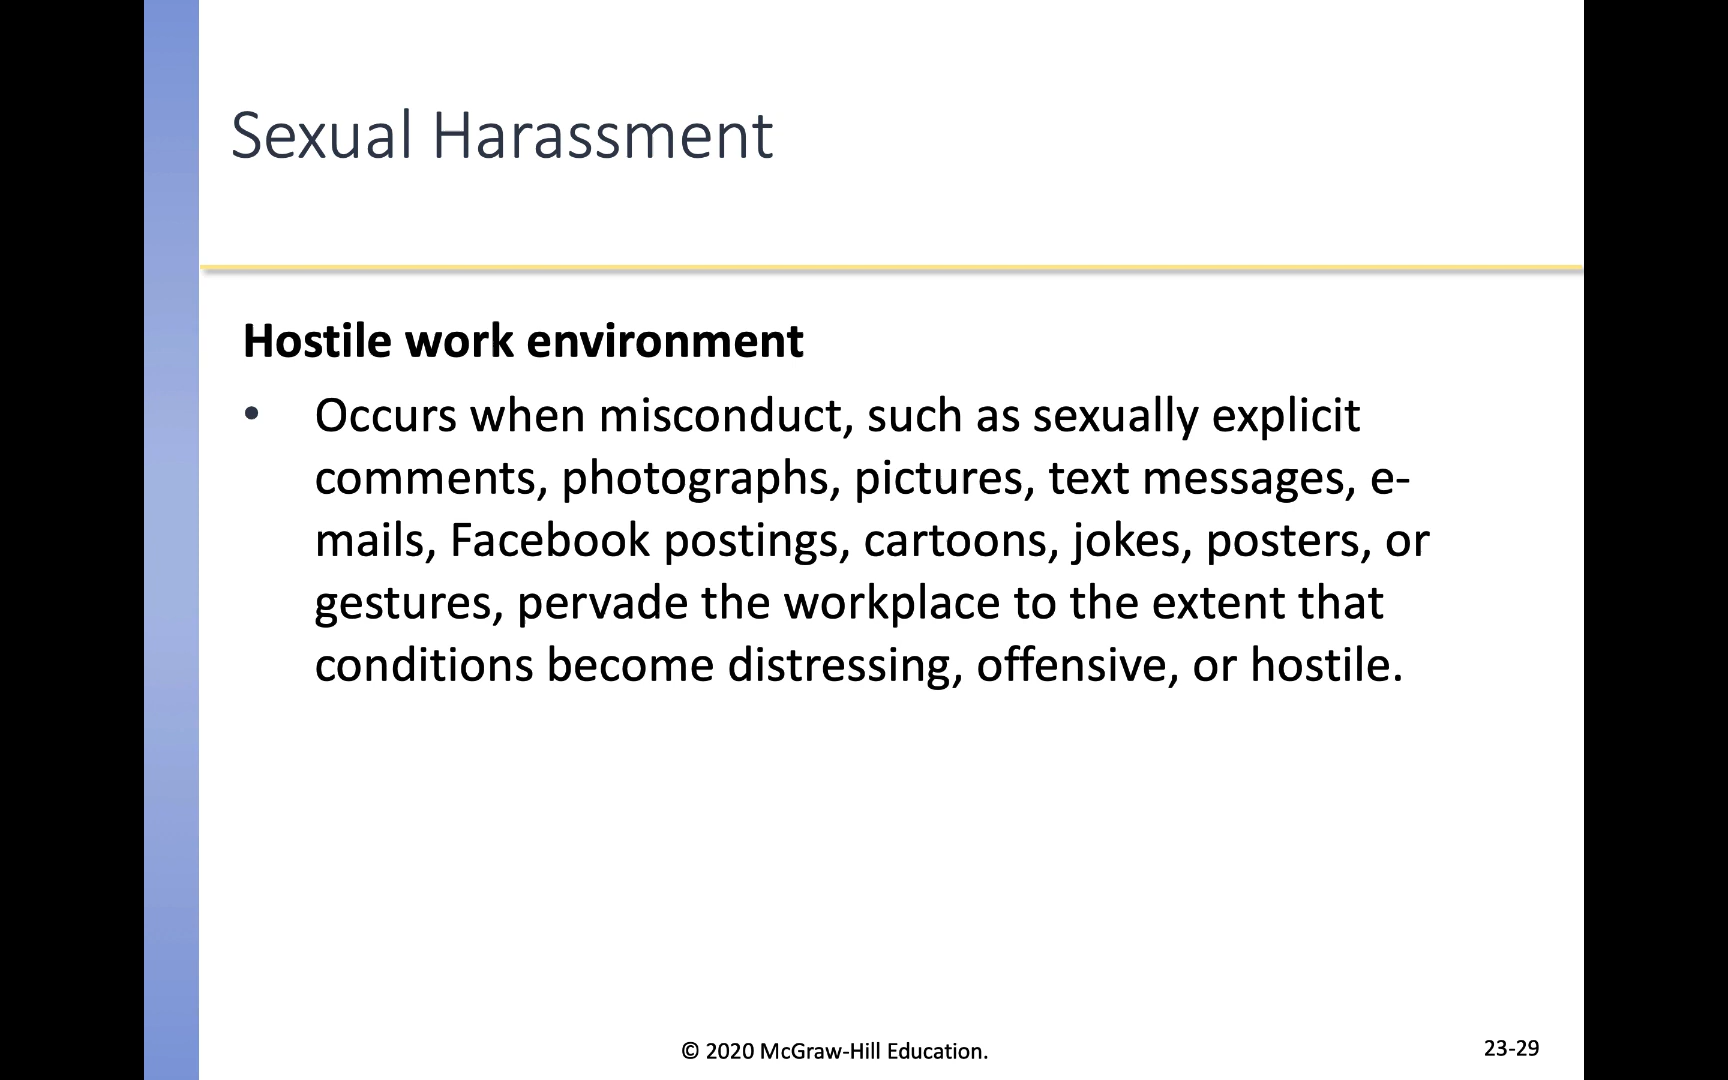 Sexual Harassment
Hostile work environment
• Occurs when misconduct, such as sexually explicit
comments, photographs, pictures, text messages, e-
mails, Facebook postings, cartoons, jokes, posters, or
gestures, pervade the workplace to the extent that
conditions become distressing, offensive, or hostile.
© 2020 McGraw-Hill Education.
23-29